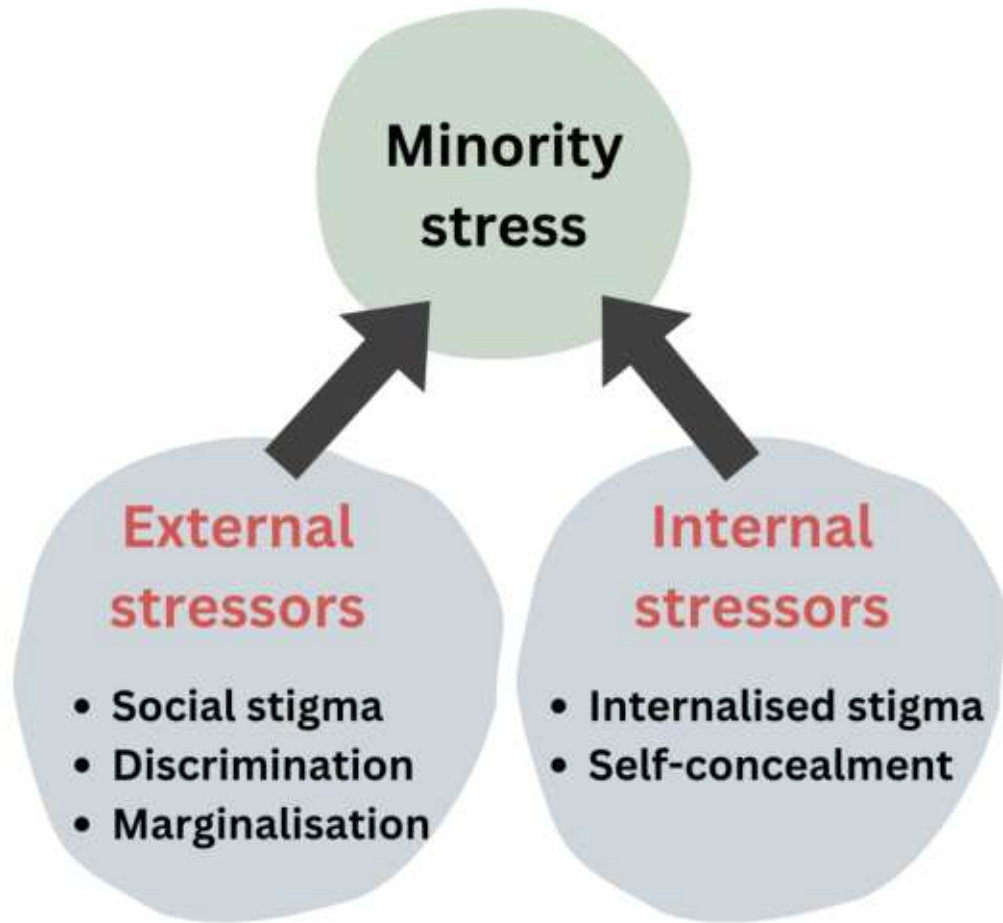 Minority
stress
External
stressors
• Social stigma
• Discrimination
• Marginalisation
Internal
stressors
• Internalised stigma
• Self-concealment